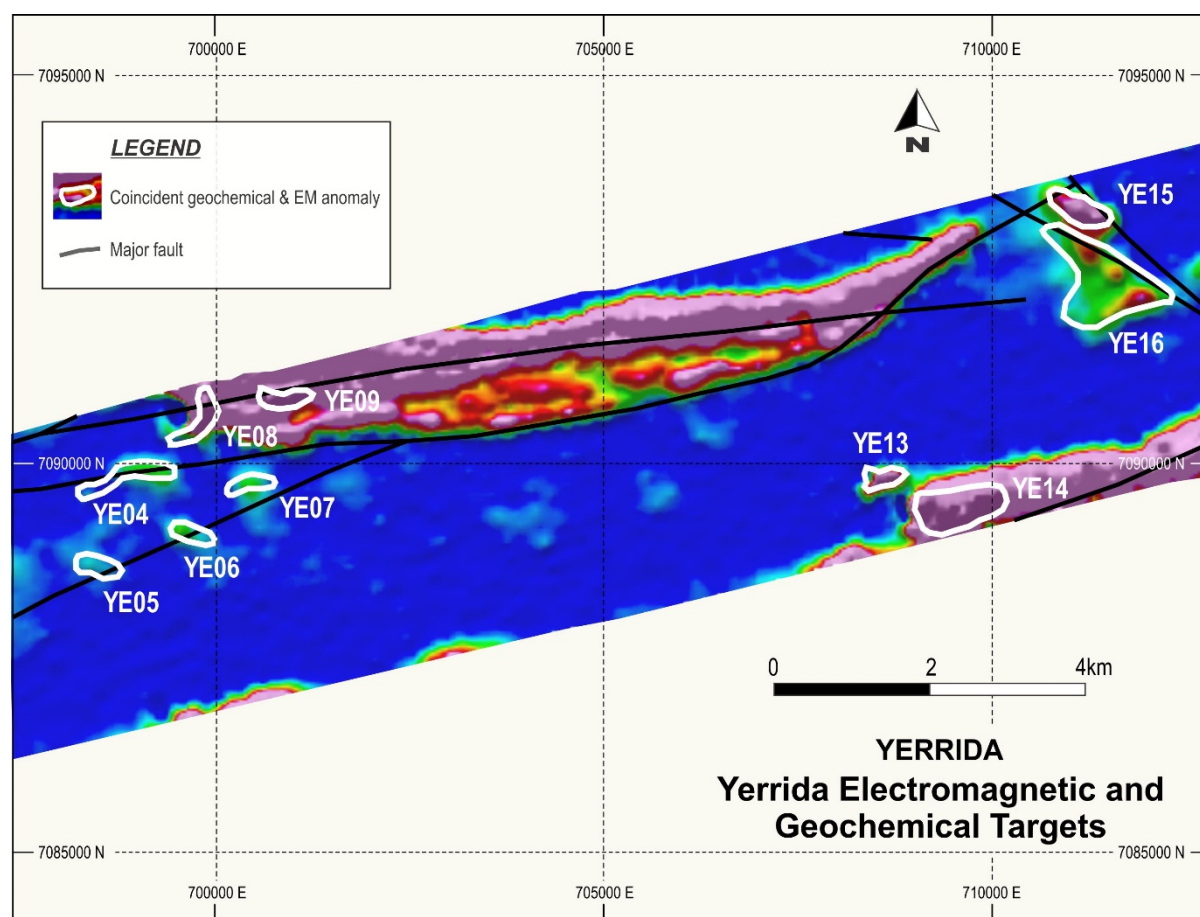 700000 E
705000 E
710000 E
7095000 N
7095000 N
N
LEGEND
Coincident geochemical & EM anomaly
Major fault
YE15
YE16
YE09
YE08
7090000 N
YE13
7090000 N
YE04
YE07
YE14
YE06
YE05
0
2
4km
YERRIDA
Yerrida Electromagnetic and
Geochemical Targets
7085000 N
7085000 N
700000 E
705000 E
710000 E